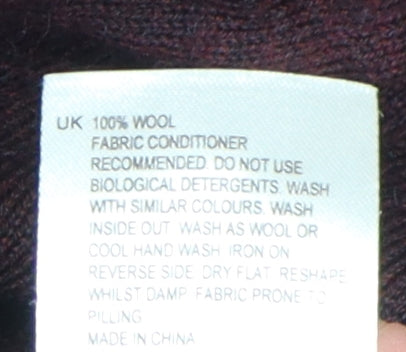 UK 100% WOOL
FABRIC CONDITIONER
RECOMMENDED. DO NOT USE
BIOLOGICAL DETERGENTS. WASH
WITH SIMILAR COLOURS. WASH
INSIDE OUT. WASH AS WOOL OR
COOL HAND WASH. IRON ON
REVERSE SIDE. DRY FLAT. RESHAPE
WHILST DAMP. FABRIC PRONE TO
PILLING
MADE IN CHINA